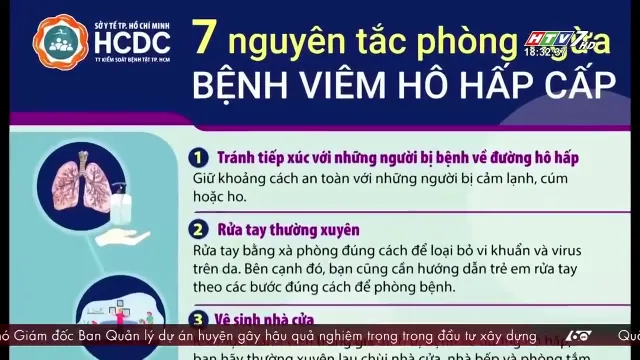 SỞ Y TẾ TP. HỒ CHÍ MINH
HCDC
TT KIỂM SOÁT BỆNH TẬT TP. HCM
7 nguyên tắc phòng
HTV7 HD
18:32:37
BỆNH VIÊM HÔ HẤP CẤP
1 Tránh tiếp xúc với những người bị bệnh về đường hô hấp
Giữ khoảng cách an toàn với những người bị cảm lạnh, cúm
hoặc ho.
2 Rửa tay thường xuyên
Rửa tay bằng xà phòng đúng cách để loại bỏ vi khuẩn và virus
trên da. Bên cạnh đó, bạn cũng cần hướng dẫn trẻ em rửa tay
theo các bước đúng cách để phòng bệnh.
3 Vệ sinh nhà cửa
bạn hãy thường xuyên lau chùi nhà cửa, nhà bếp và phòng tắm
ó Giám đốc Ban Quản lý dự án huyện gây hậu quả nghiêm trọng trong đầu tư xây dựng